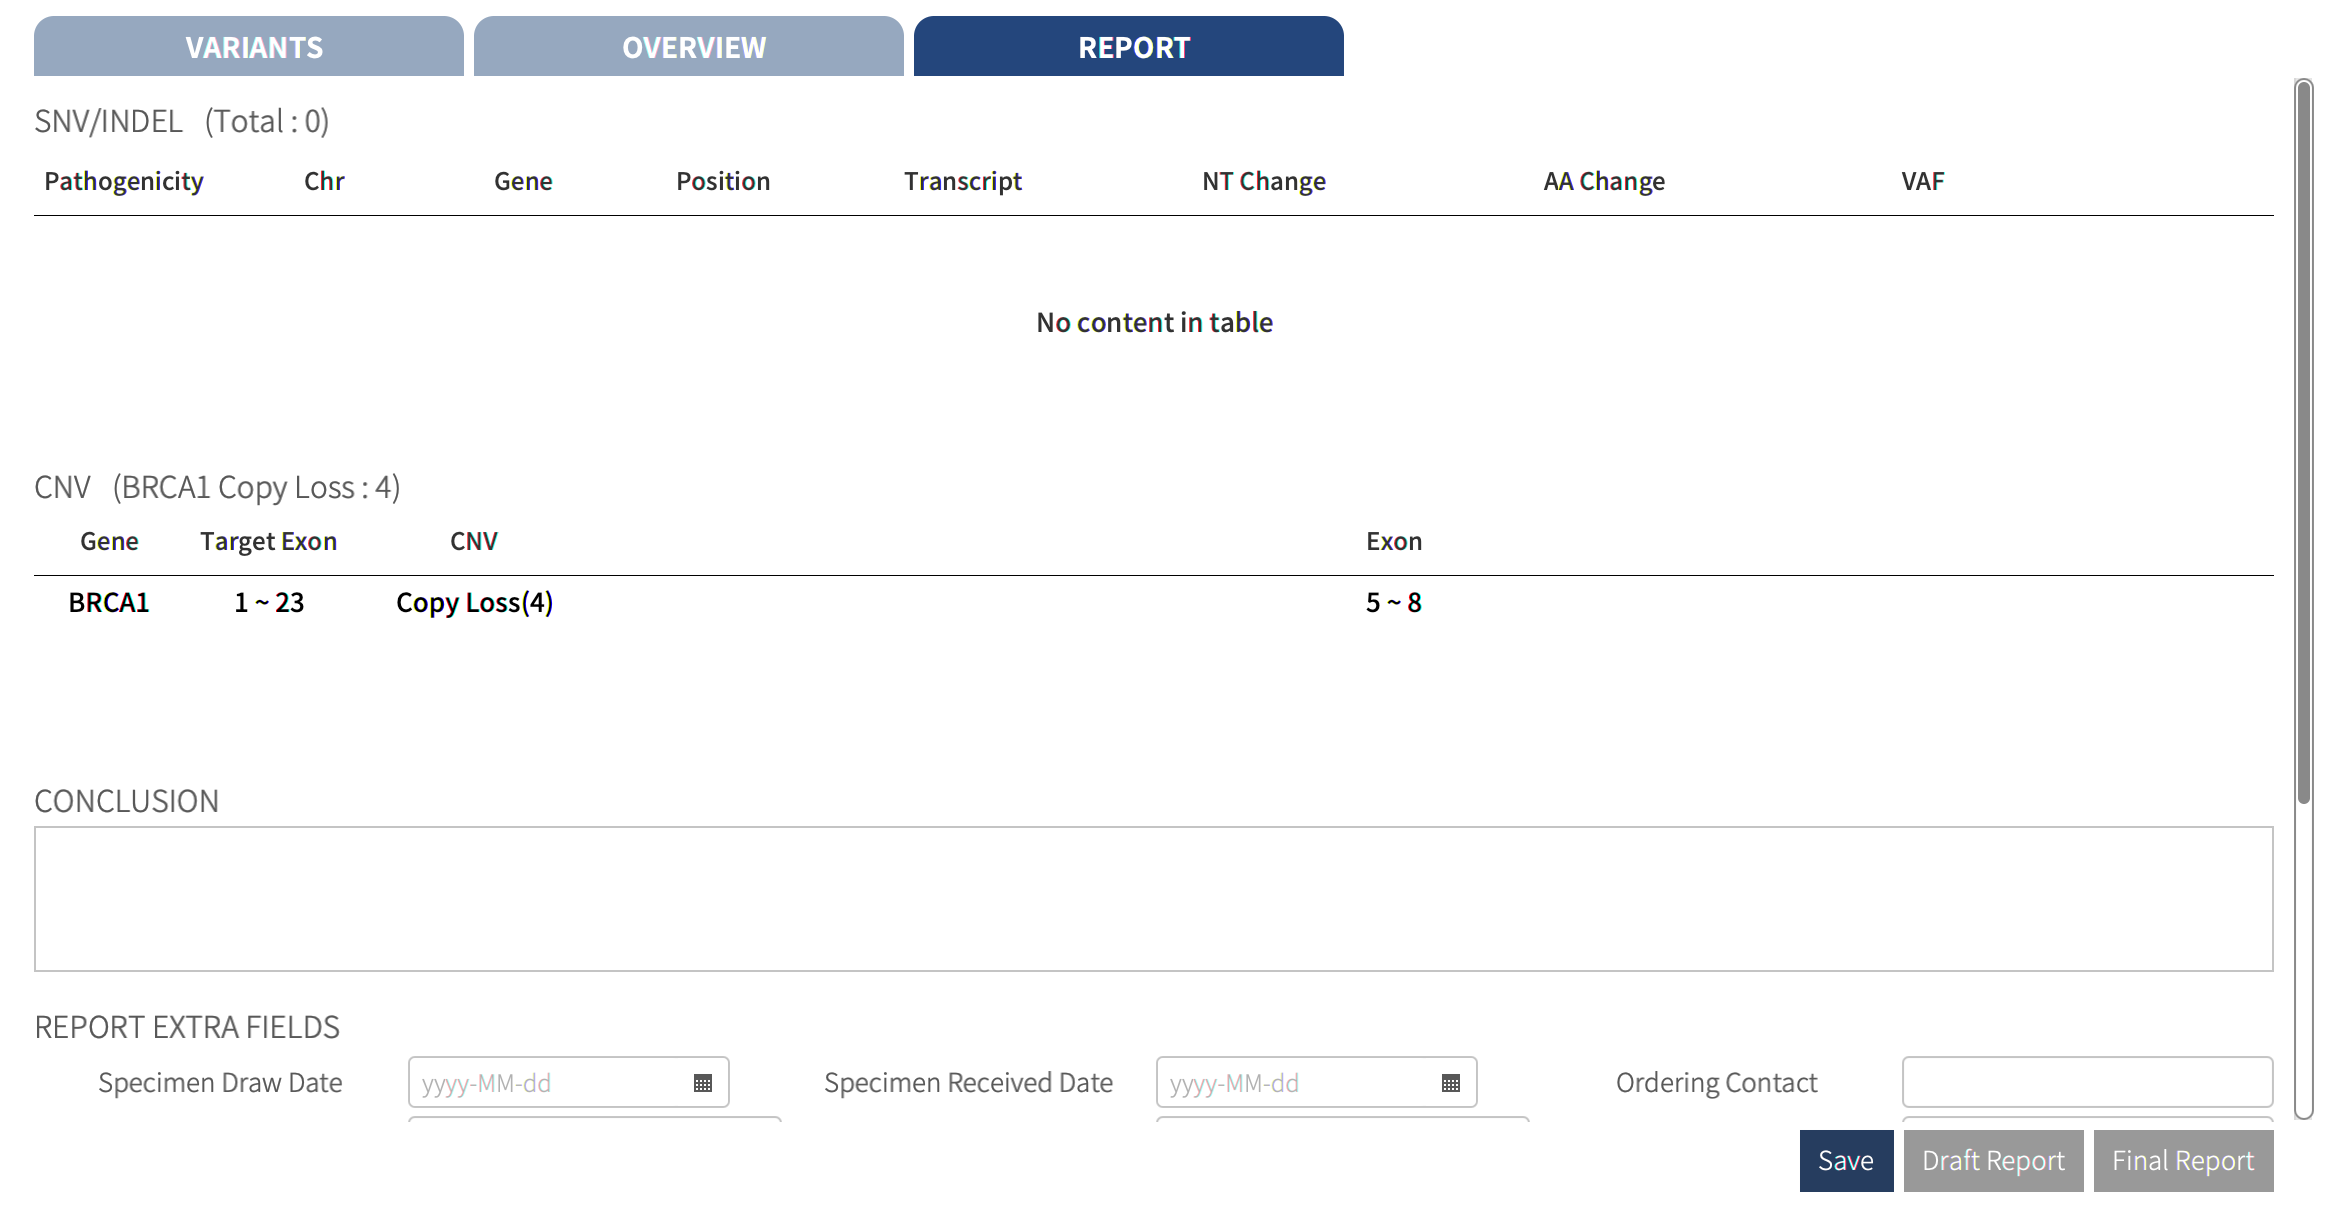 VARIANTS OVERVIEW REPORT
SNV/INDEL (Total : 0)
Pathogenicity Chr Gene Position Transcript NT Change AA Change VAF
No content in table
CNV (BRCA1 Copy Loss : 4)
Gene Target Exon CNV Exon
BRCA1 1 ~ 23 Copy Loss(4) 5 ~ 8
CONCLUSION
REPORT EXTRA FIELDS
Specimen Draw Date yyyy-MM-dd Specimen Received Date yyyy-MM-dd Ordering Contact
Save Draft Report Final Report